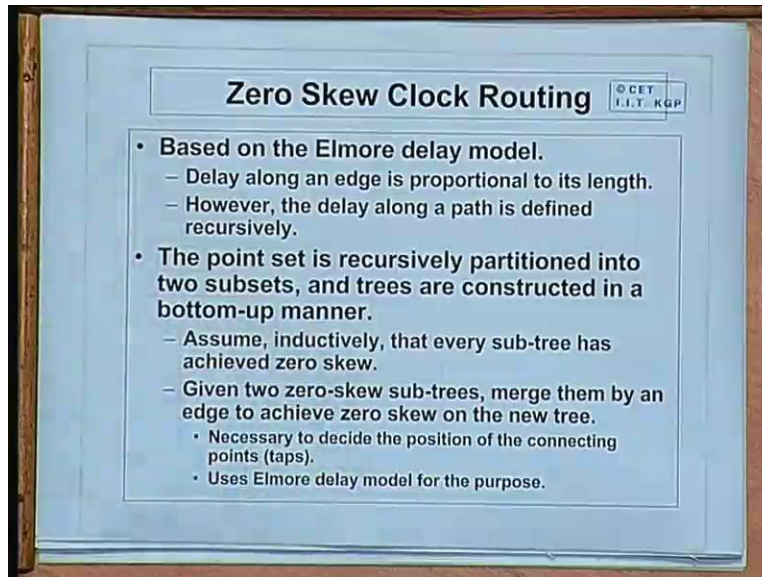 Zero Skew Clock Routing
© CET
I.I.T. KGP
• Based on the Elmore delay model.
– Delay along an edge is proportional to its length.
– However, the delay along a path is defined
recursively.
• The point set is recursively partitioned into
two subsets, and trees are constructed in a
bottom-up manner.
– Assume, inductively, that every sub-tree has
achieved zero skew.
– Given two zero-skew sub-trees, merge them by an
edge to achieve zero skew on the new tree.
• Necessary to decide the position of the connecting
points (taps).
• Uses Elmore delay model for the purpose.